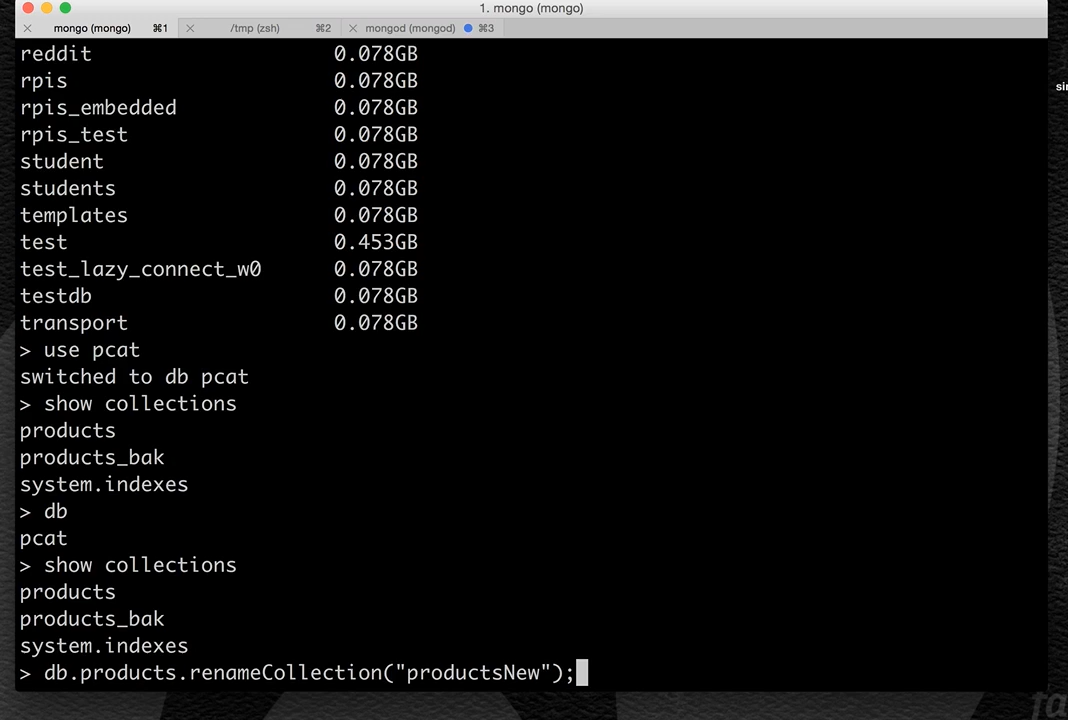 1. mongo (mongo)
mongo (mongo) ⌘1 /tmp (zsh) ⌘2 mongod (mongod) ⌘3
reddit 0.078GB
rpis 0.078GB
rpis_embedded 0.078GB
rpis_test 0.078GB
student 0.078GB
students 0.078GB
templates 0.078GB
test 0.453GB
test_lazy_connect_w0 0.078GB
testdb 0.078GB
transport 0.078GB
> use pcat
switched to db pcat
> show collections
products
products_bak
system.indexes
> db
pcat
> show collections
products
products_bak
system.indexes
> db.products.renameCollection("productsNew");